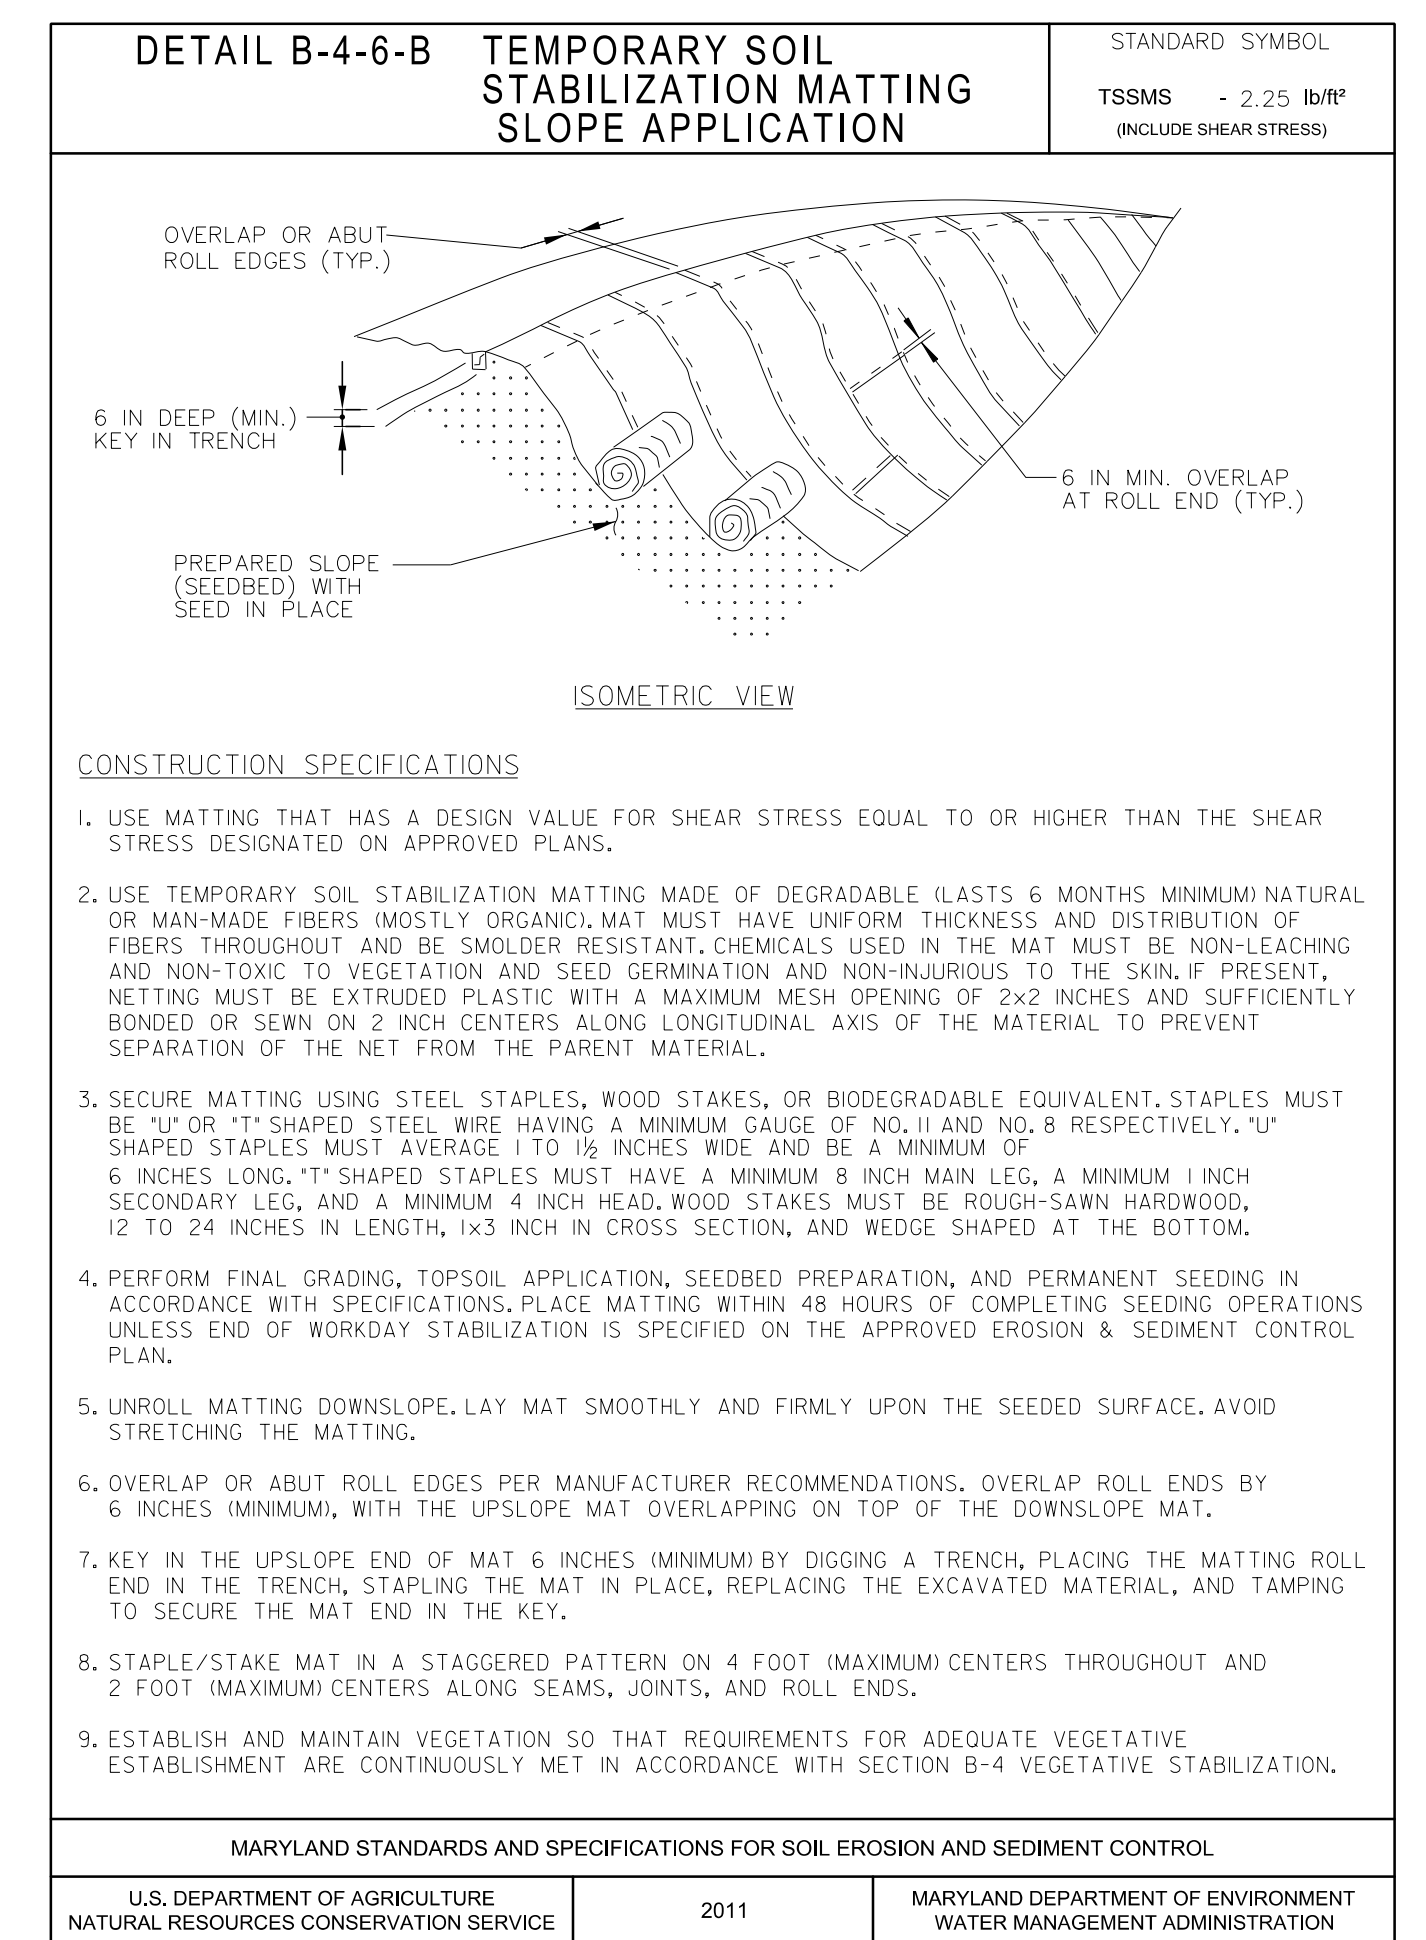 DETAIL B-4-6-B TEMPORARY SOIL
STABILIZATION MATTING
SLOPE APPLICATION
STANDARD SYMBOL
TSSMS - 2.25 lb/ft²
(INCLUDE SHEAR STRESS)
OVERLAP OR ABUT
ROLL EDGES (TYP.)
6 IN DEEP (MIN.)
KEY IN TRENCH
6 IN MIN. OVERLAP
AT ROLL END (TYP.)
PREPARED SLOPE
(SEEDBED) WITH
SEED IN PLACE
ISOMETRIC VIEW
CONSTRUCTION SPECIFICATIONS
1. USE MATTING THAT HAS A DESIGN VALUE FOR SHEAR STRESS EQUAL TO OR HIGHER THAN THE SHEAR
STRESS DESIGNATED ON APPROVED PLANS.
2. USE TEMPORARY SOIL STABILIZATION MATTING MADE OF DEGRADABLE (LASTS 6 MONTHS MINIMUM) NATURAL
OR MAN-MADE FIBERS (MOSTLY ORGANIC). MAT MUST HAVE UNIFORM THICKNESS AND DISTRIBUTION OF
FIBERS THROUGHOUT AND BE SMOLDER RESISTANT. CHEMICALS USED IN THE MAT MUST BE NON-LEACHING
AND NON-TOXIC TO VEGETATION AND SEED GERMINATION AND NON-INJURIOUS TO THE SKIN. IF PRESENT,
NETTING MUST BE EXTRUDED PLASTIC WITH A MAXIMUM MESH OPENING OF 2x2 INCHES AND SUFFICIENTLY
BONDED OR SEWN ON 2 INCH CENTERS ALONG LONGITUDINAL AXIS OF THE MATERIAL TO PREVENT
SEPARATION OF THE NET FROM THE PARENT MATERIAL.
3. SECURE MATTING USING STEEL STAPLES, WOOD STAKES, OR BIODEGRADABLE EQUIVALENT. STAPLES MUST
BE "U" OR "T" SHAPED STEEL WIRE HAVING A MINIMUM GAUGE OF NO. 11 AND NO. 8 RESPECTIVELY. "U"
SHAPED STAPLES MUST AVERAGE 1 TO 1½ INCHES WIDE AND BE A MINIMUM OF
6 INCHES LONG. "T" SHAPED STAPLES MUST HAVE A MINIMUM 8 INCH MAIN LEG, A MINIMUM 1 INCH
SECONDARY LEG, AND A MINIMUM 4 INCH HEAD. WOOD STAKES MUST BE ROUGH-SAWN HARDWOOD,
12 TO 24 INCHES IN LENGTH, 1x3 INCH IN CROSS SECTION, AND WEDGE SHAPED AT THE BOTTOM.
4. PERFORM FINAL GRADING, TOPSOIL APPLICATION, SEEDBED PREPARATION, AND PERMANENT SEEDING IN
ACCORDANCE WITH SPECIFICATIONS. PLACE MATTING WITHIN 48 HOURS OF COMPLETING SEEDING OPERATIONS
UNLESS END OF WORKDAY STABILIZATION IS SPECIFIED ON THE APPROVED EROSION & SEDIMENT CONTROL
PLAN.
5. UNROLL MATTING DOWNSLOPE. LAY MAT SMOOTHLY AND FIRMLY UPON THE SEEDED SURFACE. AVOID
STRETCHING THE MATTING.
6. OVERLAP OR ABUT ROLL EDGES PER MANUFACTURER RECOMMENDATIONS. OVERLAP ROLL ENDS BY
6 INCHES (MINIMUM), WITH THE UPSLOPE MAT OVERLAPPING ON TOP OF THE DOWNSLOPE MAT.
7. KEY IN THE UPSLOPE END OF MAT 6 INCHES (MINIMUM) BY DIGGING A TRENCH, PLACING THE MATTING ROLL
END IN THE TRENCH, STAPLING THE MAT IN PLACE, REPLACING THE EXCAVATED MATERIAL, AND TAMPING
TO SECURE THE MAT END IN THE KEY.
8. STAPLE/STAKE MAT IN A STAGGERED PATTERN ON 4 FOOT (MAXIMUM) CENTERS THROUGHOUT AND
2 FOOT (MAXIMUM) CENTERS ALONG SEAMS, JOINTS, AND ROLL ENDS.
9. ESTABLISH AND MAINTAIN VEGETATION SO THAT REQUIREMENTS FOR ADEQUATE VEGETATIVE
ESTABLISHMENT ARE CONTINUOUSLY MET IN ACCORDANCE WITH SECTION B-4 VEGETATIVE STABILIZATION.
MARYLAND STANDARDS AND SPECIFICATIONS FOR SOIL EROSION AND SEDIMENT CONTROL
U.S. DEPARTMENT OF AGRICULTURE
NATURAL RESOURCES CONSERVATION SERVICE
2011
MARYLAND DEPARTMENT OF ENVIRONMENT
WATER MANAGEMENT ADMINISTRATION